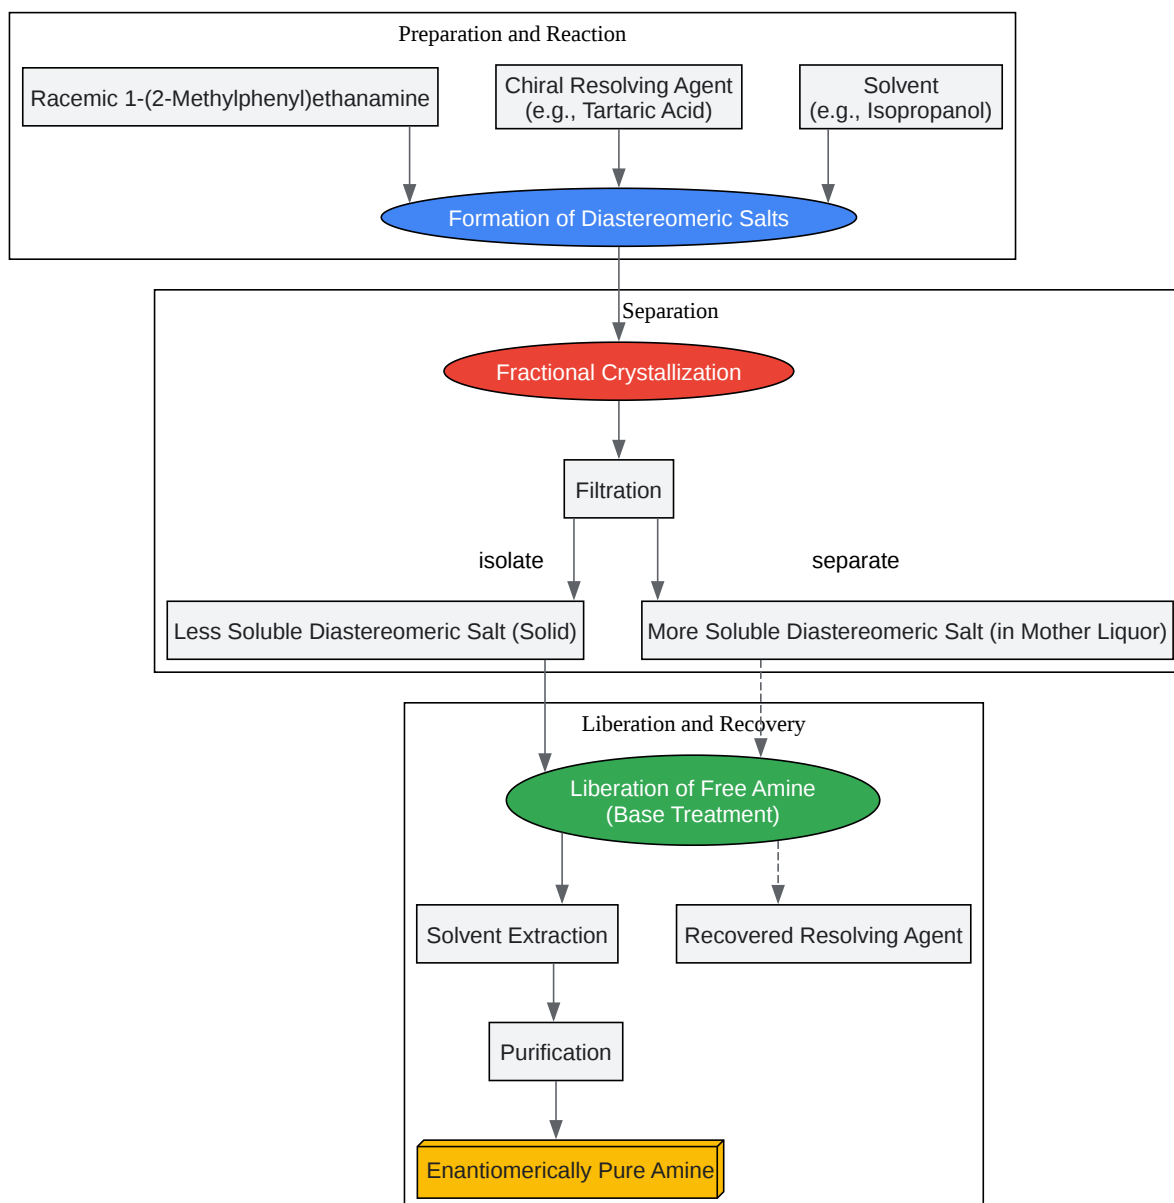 Preparation and Reaction
Racemic 1-(2-Methylphenyl)ethanamine
Chiral Resolving Agent
(e.g., Tartaric Acid)
Solvent
(e.g., Isopropanol)
Formation of Diastereomeric Salts
Separation
Fractional Crystallization
Filtration
isolate
separate
Less Soluble Diastereomeric Salt (Solid)
More Soluble Diastereomeric Salt (in Mother Liquor)
Liberation and Recovery
Liberation of Free Amine
(Base Treatment)
Solvent Extraction
Recovered Resolving Agent
Purification
Enantiomerically Pure Amine